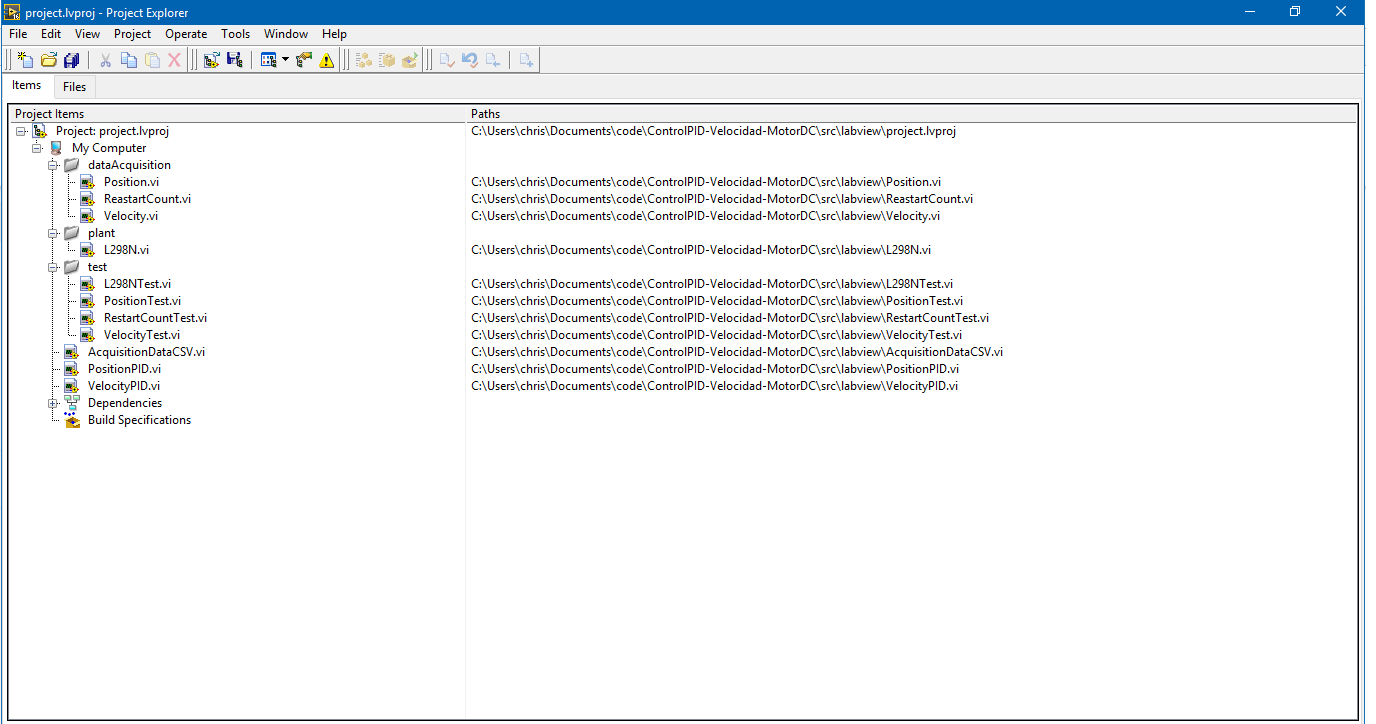 project.lvproj - Project Explorer
File Edit View Project Operate Tools Window Help
Items Files
Project Items Paths
Project: project.lvproj C:\Users\chris\Documents\code\ControlPID-Velocidad-MotorDC\src\labview\project.lvproj
My Computer
dataAcquisition
Position.vi C:\Users\chris\Documents\code\ControlPID-Velocidad-MotorDC\src\labview\Position.vi
ReastartCount.vi C:\Users\chris\Documents\code\ControlPID-Velocidad-MotorDC\src\labview\ReastartCount.vi
Velocity.vi C:\Users\chris\Documents\code\ControlPID-Velocidad-MotorDC\src\labview\Velocity.vi
plant
L298N.vi C:\Users\chris\Documents\code\ControlPID-Velocidad-MotorDC\src\labview\L298N.vi
test
L298NTest.vi C:\Users\chris\Documents\code\ControlPID-Velocidad-MotorDC\src\labview\L298NTest.vi
PositionTest.vi C:\Users\chris\Documents\code\ControlPID-Velocidad-MotorDC\src\labview\PositionTest.vi
RestartCountTest.vi C:\Users\chris\Documents\code\ControlPID-Velocidad-MotorDC\src\labview\RestartCountTest.vi
VelocityTest.vi C:\Users\chris\Documents\code\ControlPID-Velocidad-MotorDC\src\labview\VelocityTest.vi
AcquisitionDataCSV.vi C:\Users\chris\Documents\code\ControlPID-Velocidad-MotorDC\src\labview\AcquisitionDataCSV.vi
PositionPID.vi C:\Users\chris\Documents\code\ControlPID-Velocidad-MotorDC\src\labview\PositionPID.vi
VelocityPID.vi C:\Users\chris\Documents\code\ControlPID-Velocidad-MotorDC\src\labview\VelocityPID.vi
Dependencies
Build Specifications